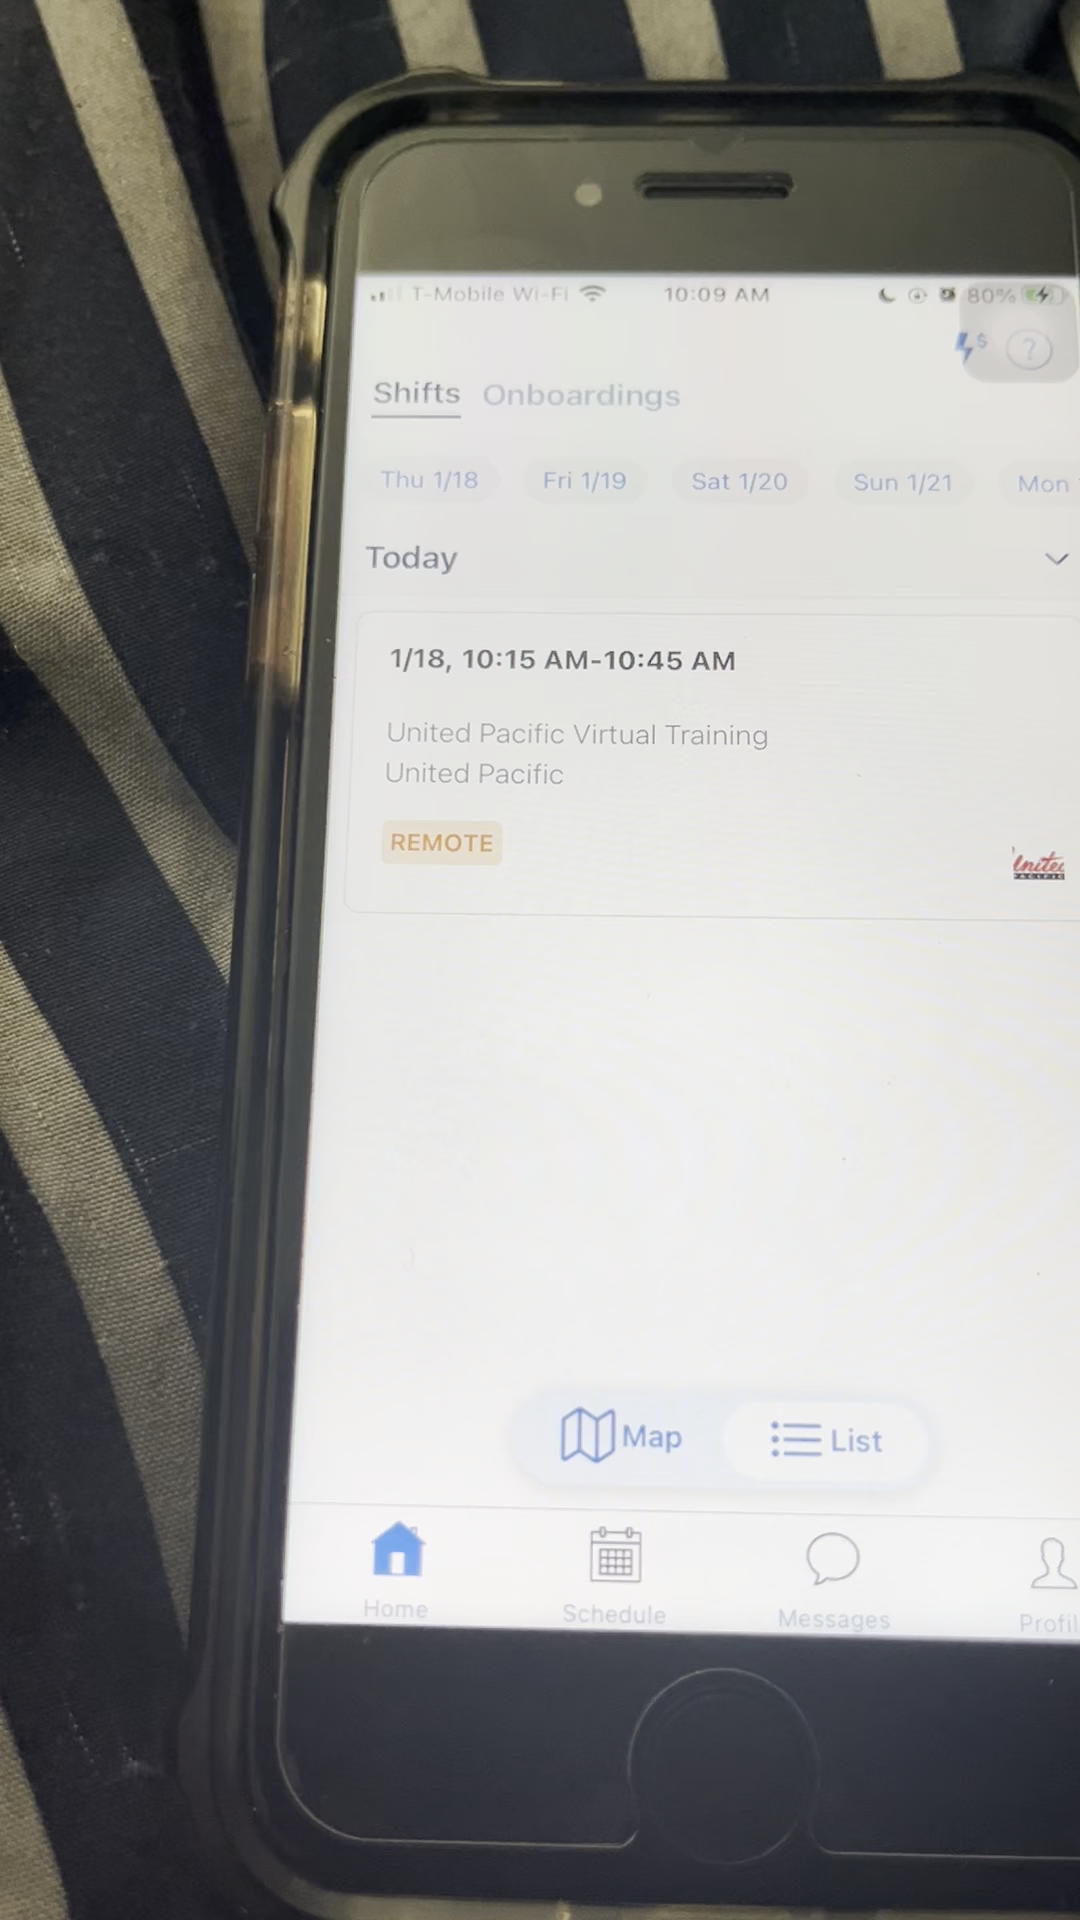 T-Mobile Wi-Fi 10:09 AM 80%
$ ?
Shifts Onboardings
Thu 1/18 Fri 1/19 Sat 1/20 Sun 1/21 Mon
Today
1/18, 10:15 AM-10:45 AM
United Pacific Virtual Training
United Pacific
REMOTE
Unite
PACIFIC
Map List
Home Schedule Messages Profil